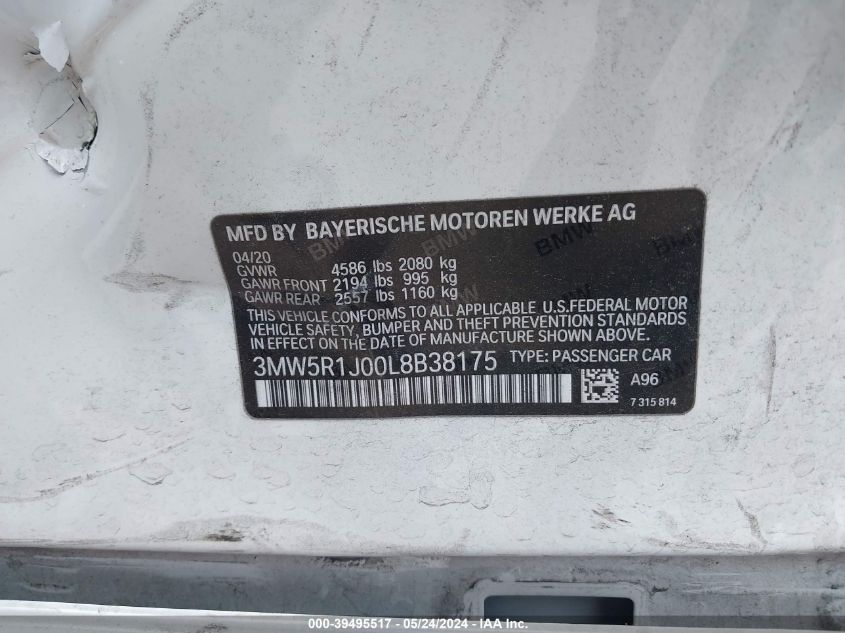 MFD BY BAYERISCHE MOTOREN WERKE AG
04/20
GVWR 4586 lbs 2080 kg
GAWR FRONT 2194 lbs 995 kg
GAWR REAR 2557 lbs 1160 kg
THIS VEHICLE CONFORMS TO ALL APPLICABLE U.S.FEDERAL MOTOR
VEHICLE SAFETY, BUMPER AND THEFT PREVENTION STANDARDS
IN EFFECT ON THE DATE OF MANUFACTURE SHOWN ABOVE.
3MW5R1J00L8B38175 TYPE: PASSENGER CAR
A96
7 315 814
000-39495517 - 05/24/2024 - IAAI Inc.